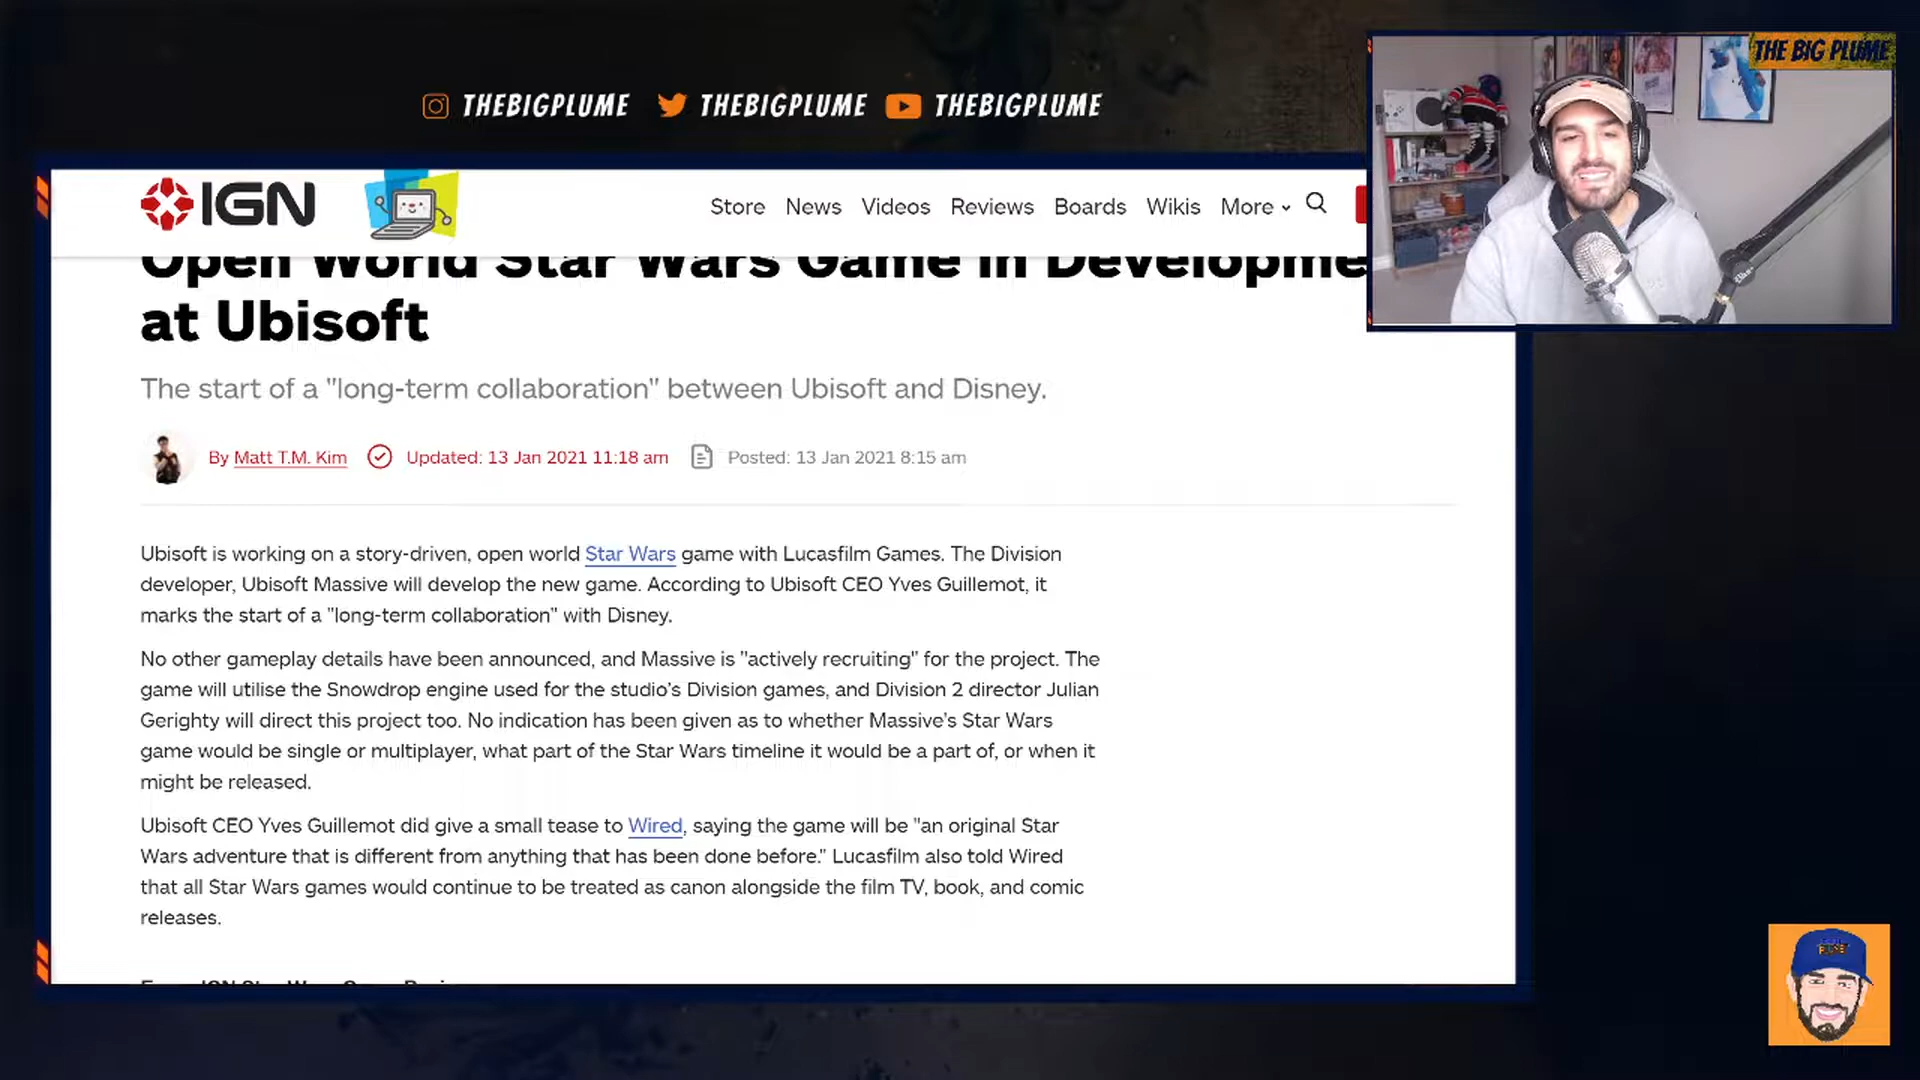 THEBIGPLUME THEBIGPLUME THEBIGPLUME
THE BIG PLUME
IGN
Store News Videos Reviews Boards Wikis More
Open World Star Wars Game in Developme
at Ubisoft
The start of a "long-term collaboration" between Ubisoft and Disney.
By Matt T.M. Kim Updated: 13 Jan 2021 11:18 am Posted: 13 Jan 2021 8:15 am
Ubisoft is working on a story-driven, open world Star Wars game with Lucasfilm Games. The Division
developer, Ubisoft Massive will develop the new game. According to Ubisoft CEO Yves Guillemot, it
marks the start of a "long-term collaboration" with Disney.
No other gameplay details have been announced, and Massive is "actively recruiting" for the project. The
game will utilise the Snowdrop engine used for the studio's Division games, and Division 2 director Julian
Gerighty will direct this project too. No indication has been given as to whether Massive's Star Wars
game would be single or multiplayer, what part of the Star Wars timeline it would be a part of, or when it
might be released.
Ubisoft CEO Yves Guillemot did give a small tease to Wired, saying the game will be "an original Star
Wars adventure that is different from anything that has been done before." Lucasfilm also told Wired
that all Star Wars games would continue to be treated as canon alongside the film TV, book, and comic
releases.